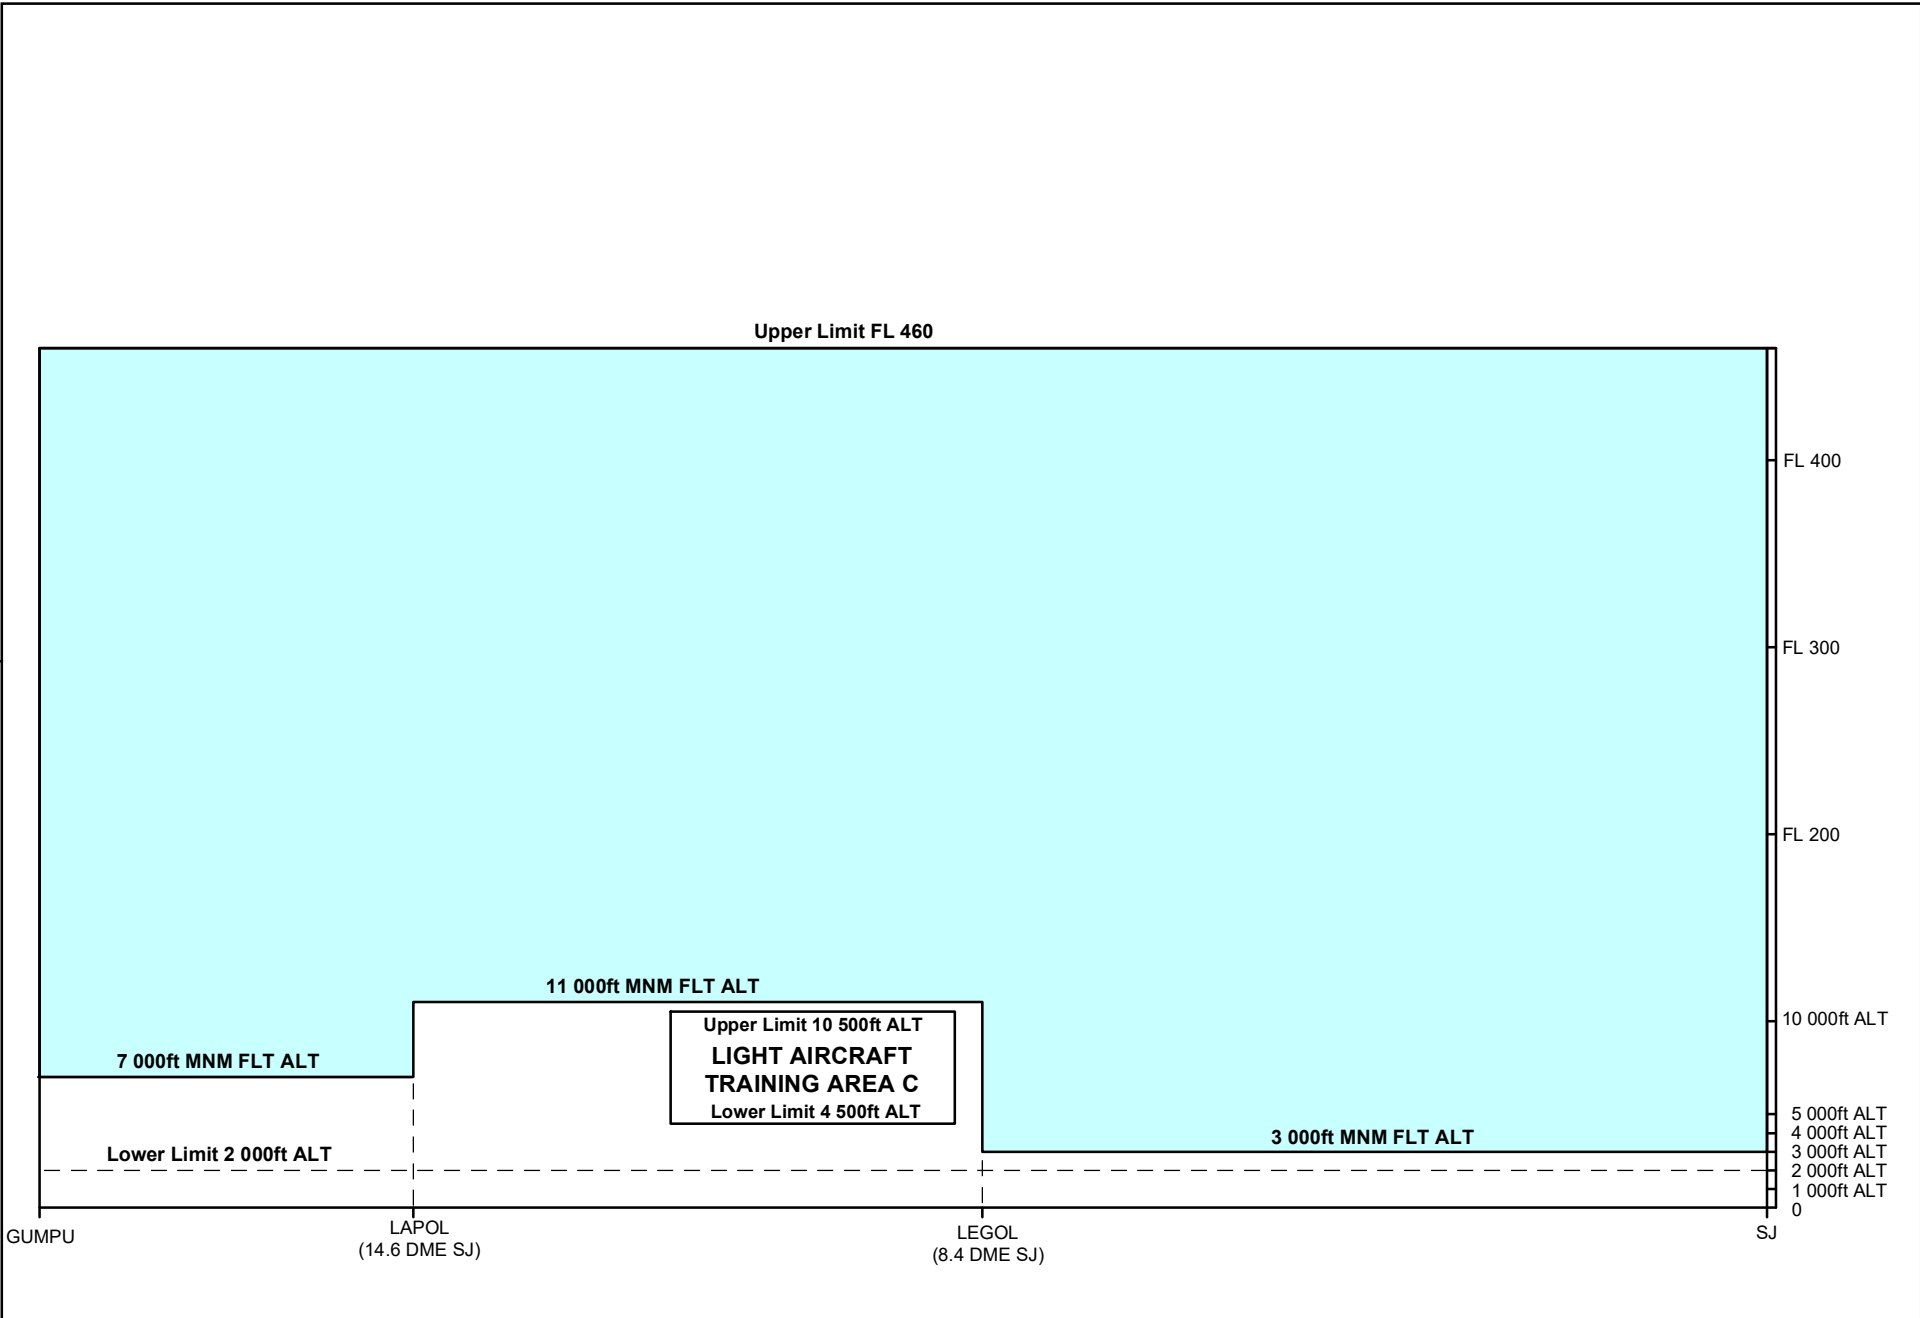 Upper Limit FL 460
FL 400
FL 300
FL 200
11 000ft MNM FLT ALT
10 000ft ALT
Upper Limit 10 500ft ALT
LIGHT AIRCRAFT
TRAINING AREA C
Lower Limit 4 500ft ALT
7 000ft MNM FLT ALT
5 000ft ALT
4 000ft ALT
3 000ft MNM FLT ALT
3 000ft ALT
Lower Limit 2 000ft ALT
2 000ft ALT
1 000ft ALT
0
GUMPU
LAPOL
(14.6 DME SJ)
LEGOL
(8.4 DME SJ)
SJ